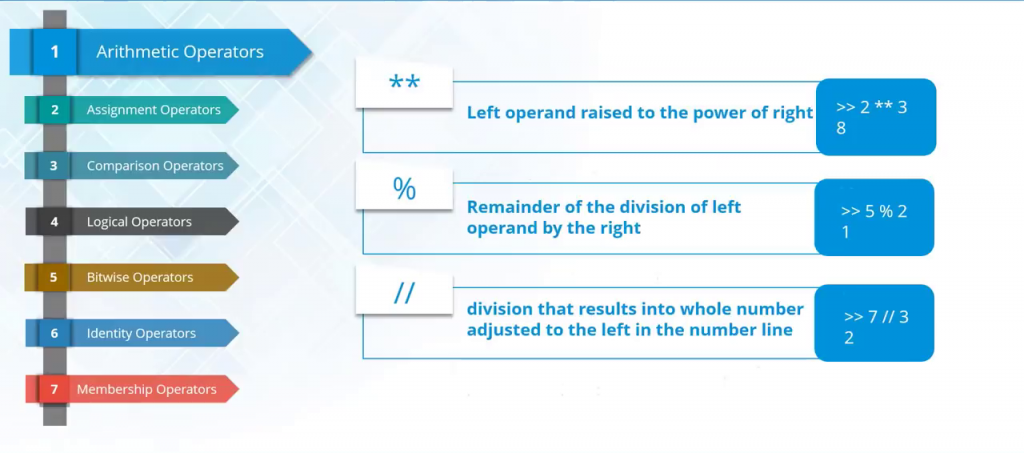 1 Arithmetic Operators
2 Assignment Operators
3 Comparison Operators
4 Logical Operators
5 Bitwise Operators
6 Identity Operators
7 Membership Operators
**
Left operand raised to the power of right
>> 2 ** 3
8
%
Remainder of the division of left
operand by the right
>> 5 % 2
1
//
division that results into whole number
adjusted to the left in the number line
>> 7 // 3
2